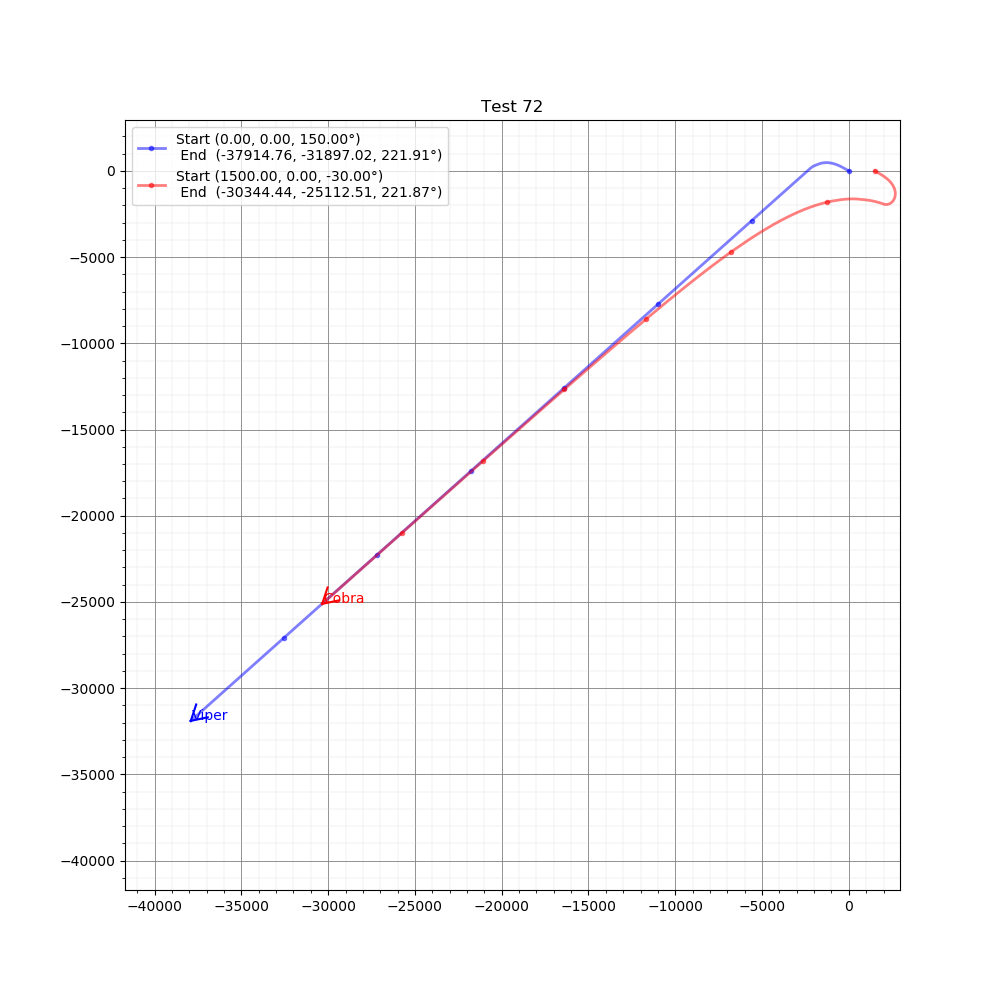 Test 72
Start (0.00, 0.00, 150.00°)
End (-37914.76, -31897.02, 221.91°)
Start (1500.00, 0.00, -30.00°)
End (-30344.44, -25112.51, 221.87°)
0
−5000
−10000
−15000
−20000
−25000
−30000
−35000
−40000
Cobra
Viper
−40000 −35000 −30000 −25000 −20000 −15000 −10000 −5000 0